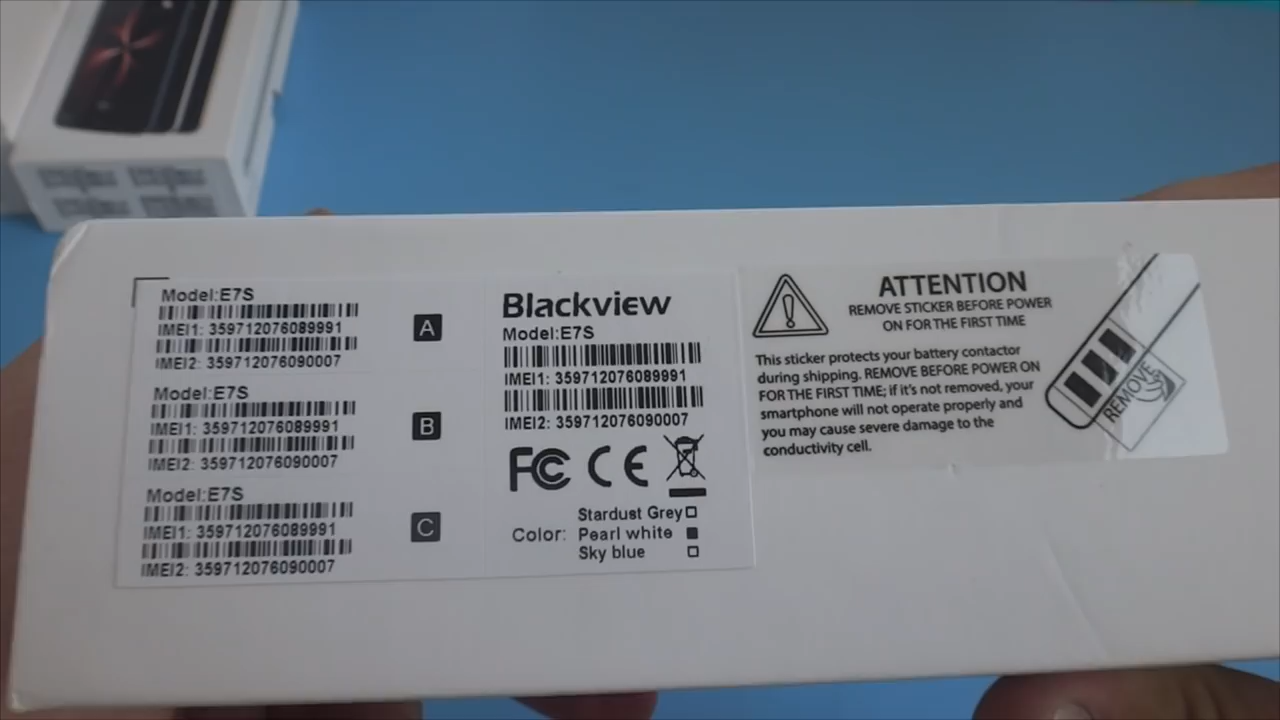 Model:E7S
IMEI1: 359712076089991
IMEI2: 359712076090007
A
Model:E7S
IMEI1: 359712076089991
IMEI2: 359712076090007
B
Model:E7S
IMEI1: 359712076089991
IMEI2: 359712076090007
C
Blackview
Model:E7S
IMEI1: 359712076089991
IMEI2: 359712076090007
FC CE
Stardust Grey
Color: Pearl white
Sky blue
ATTENTION
REMOVE STICKER BEFORE POWER
ON FOR THE FIRST TIME
This sticker protects your battery contactor
during shipping. REMOVE BEFORE POWER ON
FOR THE FIRST TIME; if it's not removed, your
smartphone will not operate properly and
you may cause severe damage to the
conductivity cell.
REMOVE